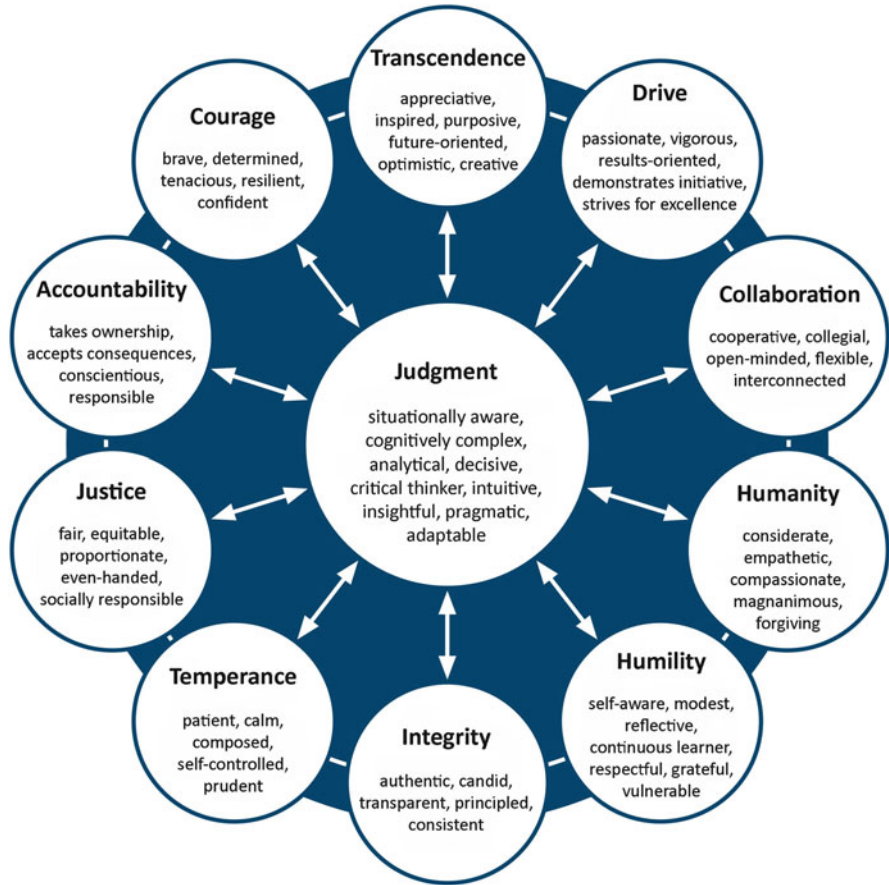 Transcendence
appreciative,
inspired, purposive,
future-oriented,
optimistic, creative
Drive
passionate, vigorous,
results-oriented,
demonstrates initiative,
strives for excellence
Collaboration
cooperative, collegial,
open-minded, flexible,
interconnected
Humanity
considerate,
empathetic,
compassionate,
magnanimous,
forgiving
Humility
self-aware, modest,
reflective,
continuous learner,
respectful, grateful,
vulnerable
Integrity
authentic, candid,
transparent, principled,
consistent
Temperance
patient, calm,
composed,
self-controlled,
prudent
Justice
fair, equitable,
proportionate,
even-handed,
socially responsible
Accountability
takes ownership,
accepts consequences,
conscientious,
responsible
Courage
brave, determined,
tenacious, resilient,
confident
Judgment
situationally aware,
cognitively complex,
analytical, decisive,
critical thinker, intuitive,
insightful, pragmatic,
adaptable